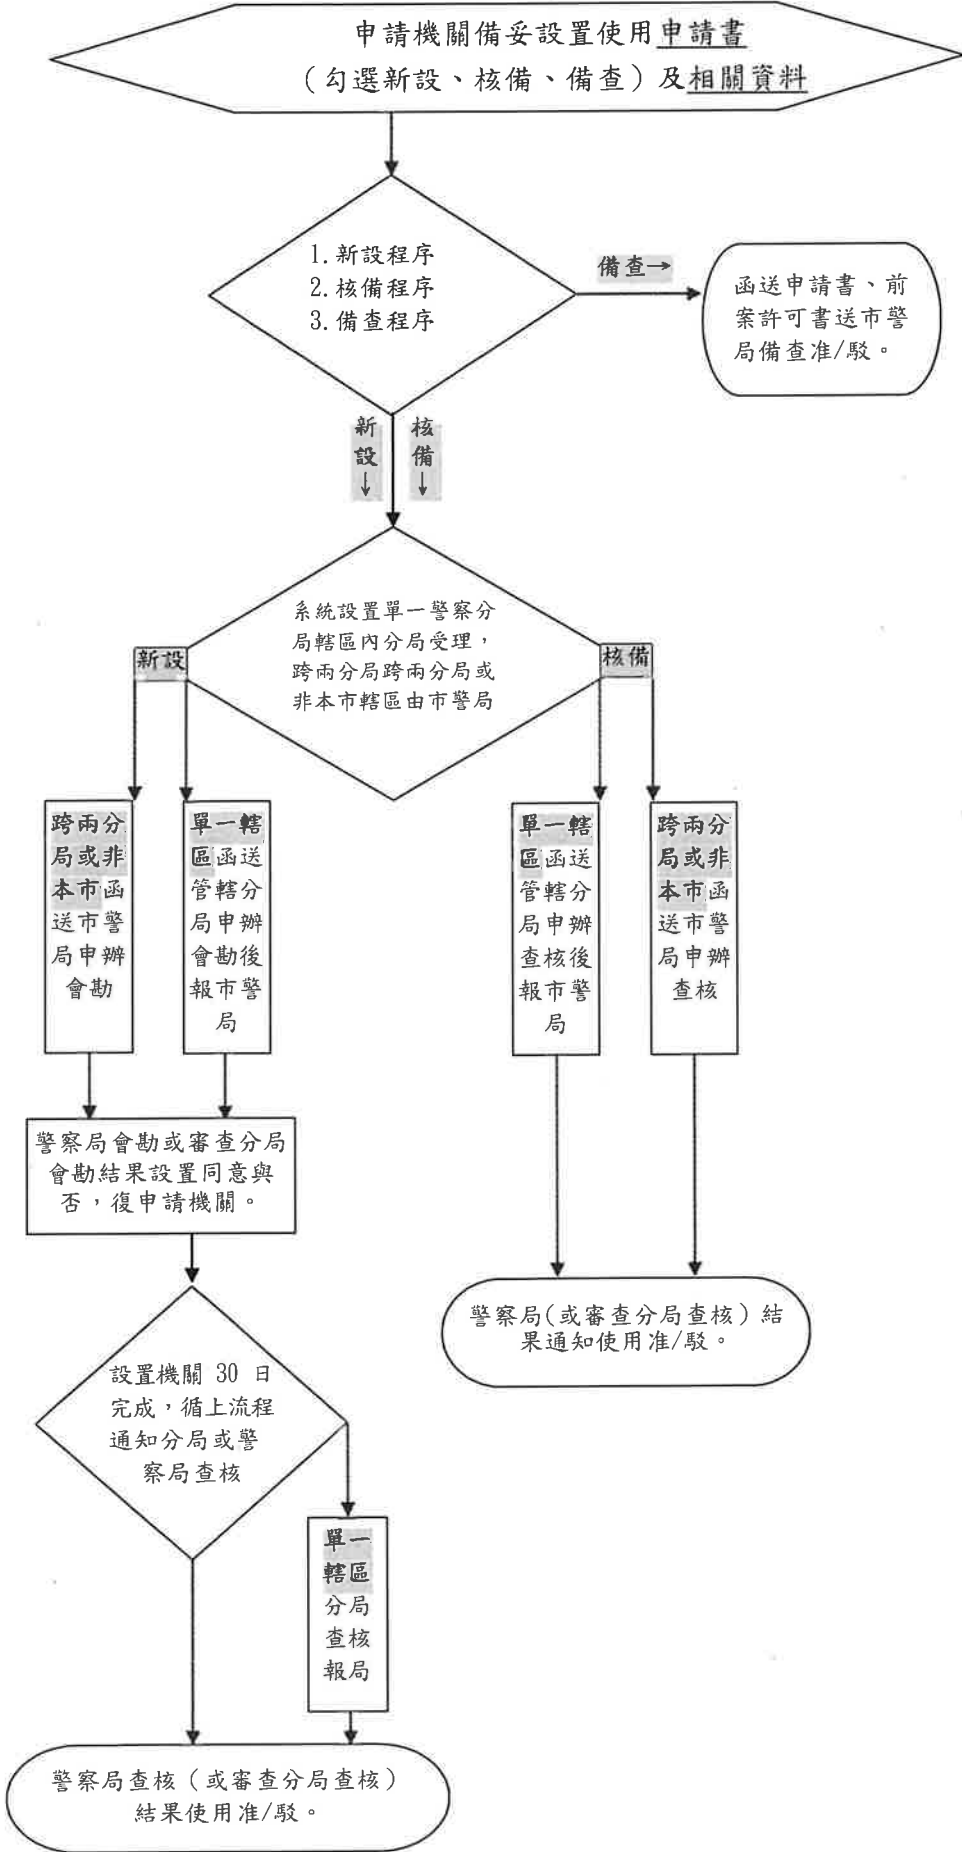 申請機關備妥設置使用申請書
（勾選新設、核備、備查）及相關資料
1.新設程序
2.核備程序
3.備查程序
備查→
函送申請書、前
案許可書送市警
局備查准/駁。
新
設
↓
核
備
↓
系統設置單一警察分
局轄區內分局受理，
跨兩分局跨兩分局或
非本市轄區由市警局
新設
核備
跨兩分
局或非
本市函
送市警
局申辦
會勘
單一轄
區函送
管轄分
局申辦
會勘後
報市警
局
單一轄
區函送
管轄分
局申辦
查核後
報市警
局
跨兩分
局或非
本市函
送市警
局申辦
查核
警察局會勘或審查分局
會勘結果設置同意與
否，復申請機關。
警察局(或審查分局查核）結
果通知使用准/駁。
設置機關 30 日
完成，循上流程
通知分局或警
察局查核
單一
轄區
分局
查核
報局
警察局查核（或審查分局查核）
結果使用准/駁。